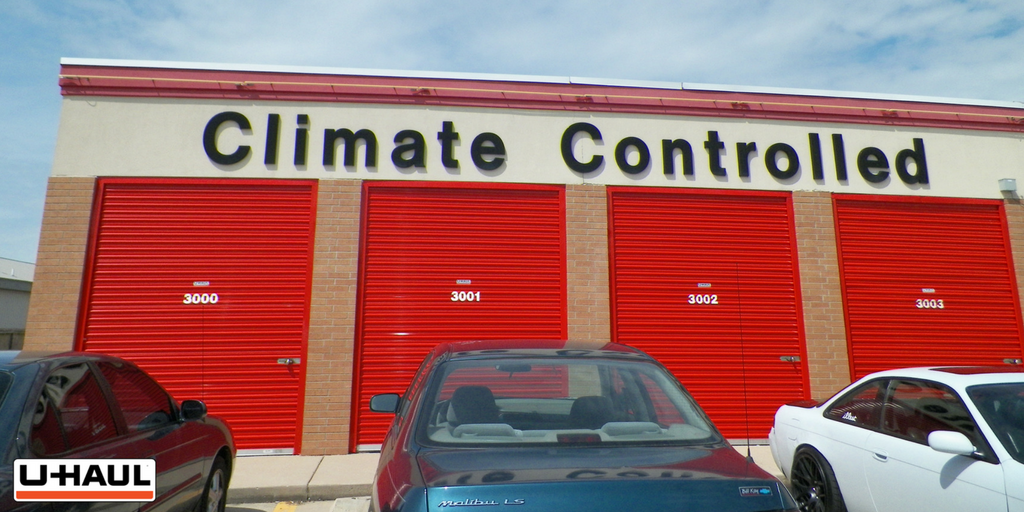 Climate Controlled
3000
3001
3002
3003
Malibu LS
U-HAUL